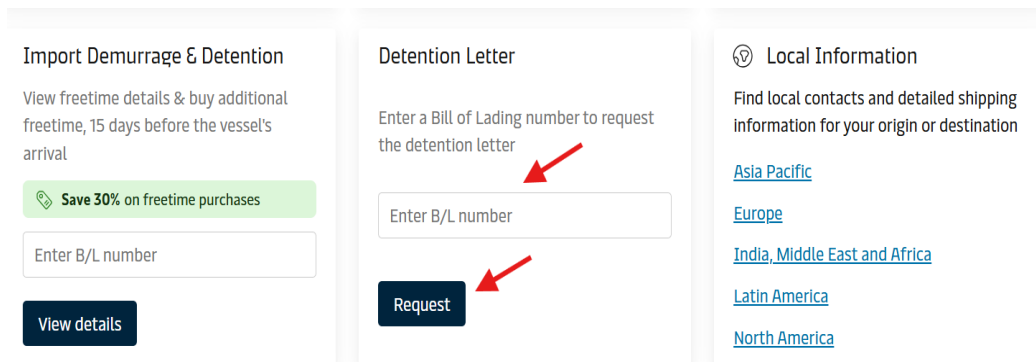 Import Demurrage & Detention
View freetime details & buy additional
freetime, 15 days before the vessel's
arrival
Save 30% on freetime purchases
Enter B/L number
View details
Detention Letter
Enter a Bill of Lading number to request
the detention letter
Enter B/L number
Request
Local Information
Find local contacts and detailed shipping
information for your origin or destination
Asia Pacific
Europe
India, Middle East and Africa
Latin America
North America